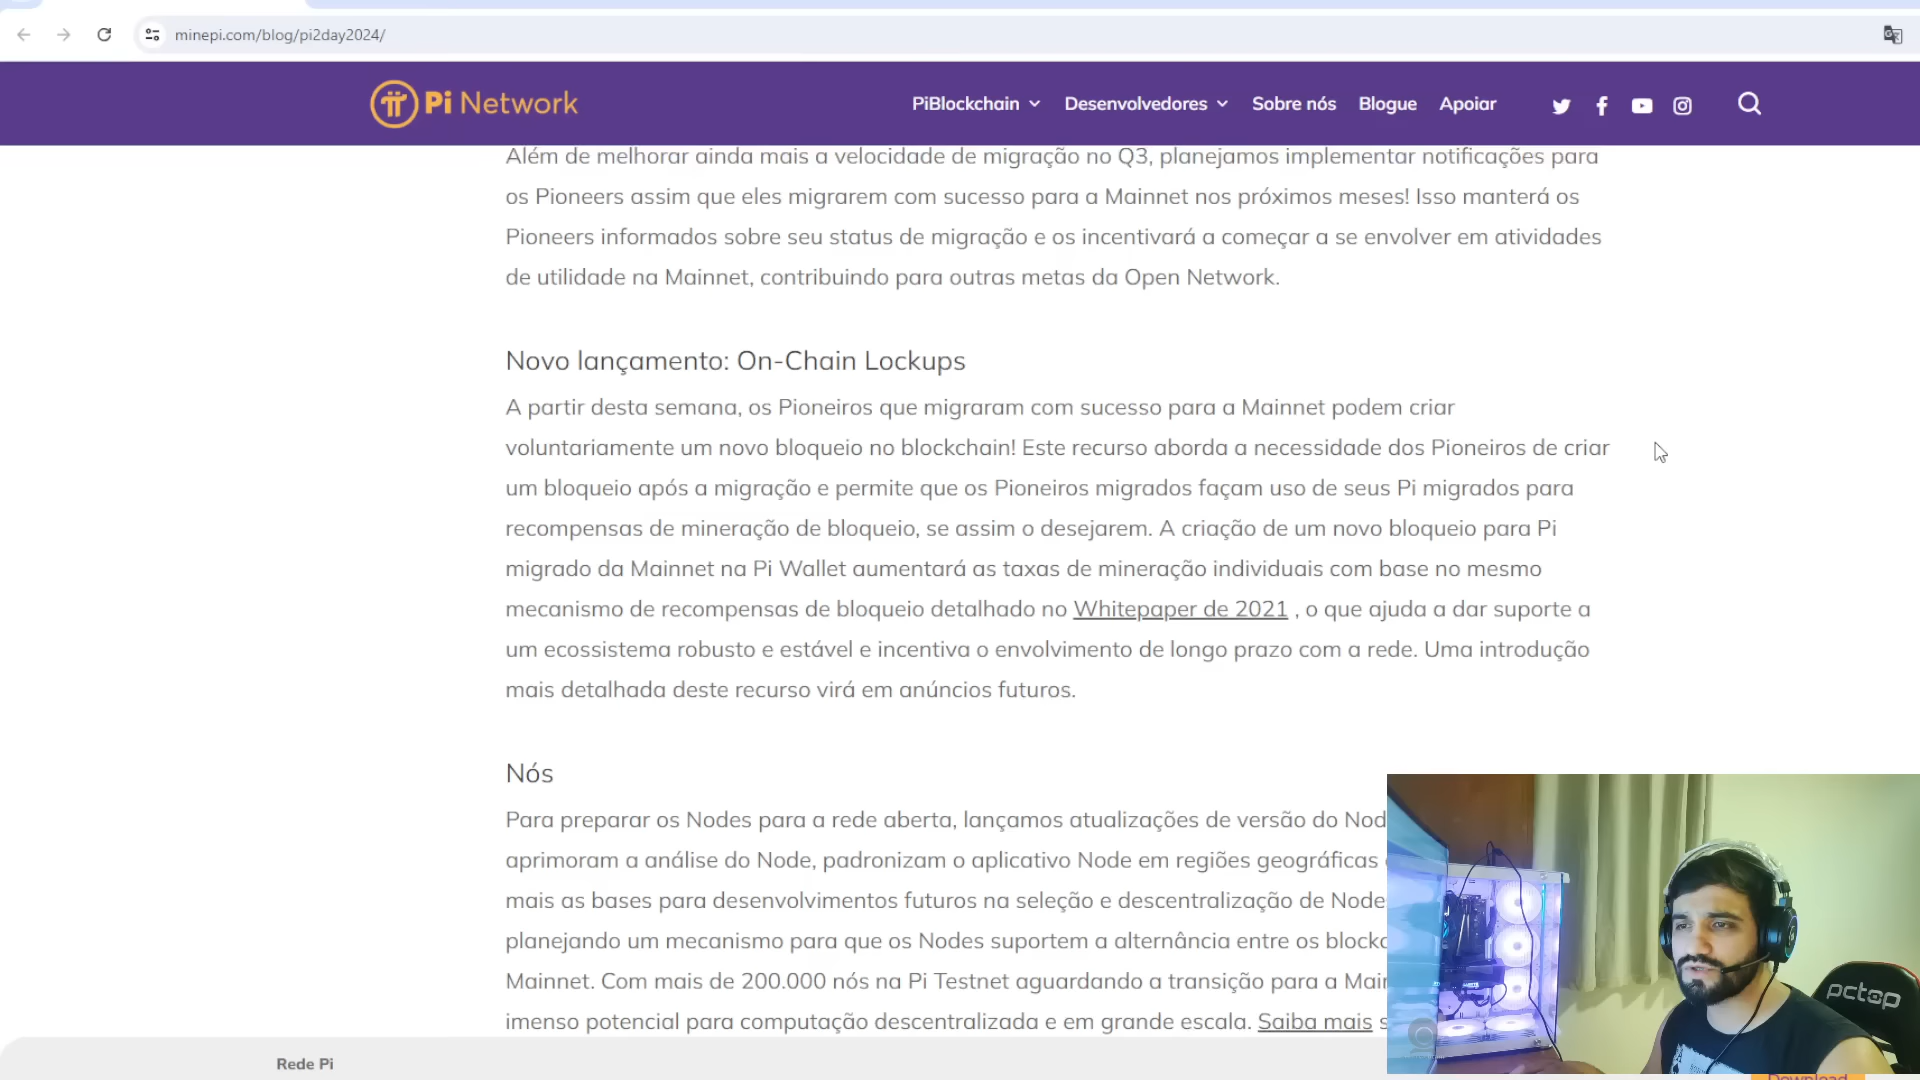 minepi.com/blog/pi2day2024/
Pi Network
PiBlockchain
Desenvolvedores
Sobre nós
Blogue
Apoiar
Além de melhorar ainda mais a velocidade de migração no Q3, planejamos implementar notificações para
os Pioneers assim que eles migrarem com sucesso para a Mainnet nos próximos meses! Isso manterá os
Pioneers informados sobre seu status de migração e os incentivará a começar a se envolver em atividades
de utilidade na Mainnet, contribuindo para outras metas da Open Network.
Novo lançamento: On-Chain Lockups
A partir desta semana, os Pioneiros que migraram com sucesso para a Mainnet podem criar
voluntariamente um novo bloqueio no blockchain! Este recurso aborda a necessidade dos Pioneiros de criar
um bloqueio após a migração e permite que os Pioneiros migrados façam uso de seus Pi migrados para
recompensas de mineração de bloqueio, se assim o desejarem. A criação de um novo bloqueio para Pi
migrado da Mainnet na Pi Wallet aumentará as taxas de mineração individuais com base no mesmo
mecanismo de recompensas de bloqueio detalhado no Whitepaper de 2021 , o que ajuda a dar suporte a
um ecossistema robusto e estável e incentiva o envolvimento de longo prazo com a rede. Uma introdução
mais detalhada deste recurso virá em anúncios futuros.
Nós
Para preparar os Nodes para a rede aberta, lançamos atualizações de versão do Nod
aprimoram a análise do Node, padronizam o aplicativo Node em regiões geográficas
mais as bases para desenvolvimentos futuros na seleção e descentralização de Node
planejando um mecanismo para que os Nodes suportem a alternância entre os blockc
Mainnet. Com mais de 200.000 nós na Pi Testnet aguardando a transição para a Mai
imenso potencial para computação descentralizada e em grande escala. Saiba mais s
Rede Pi
Download
pctop